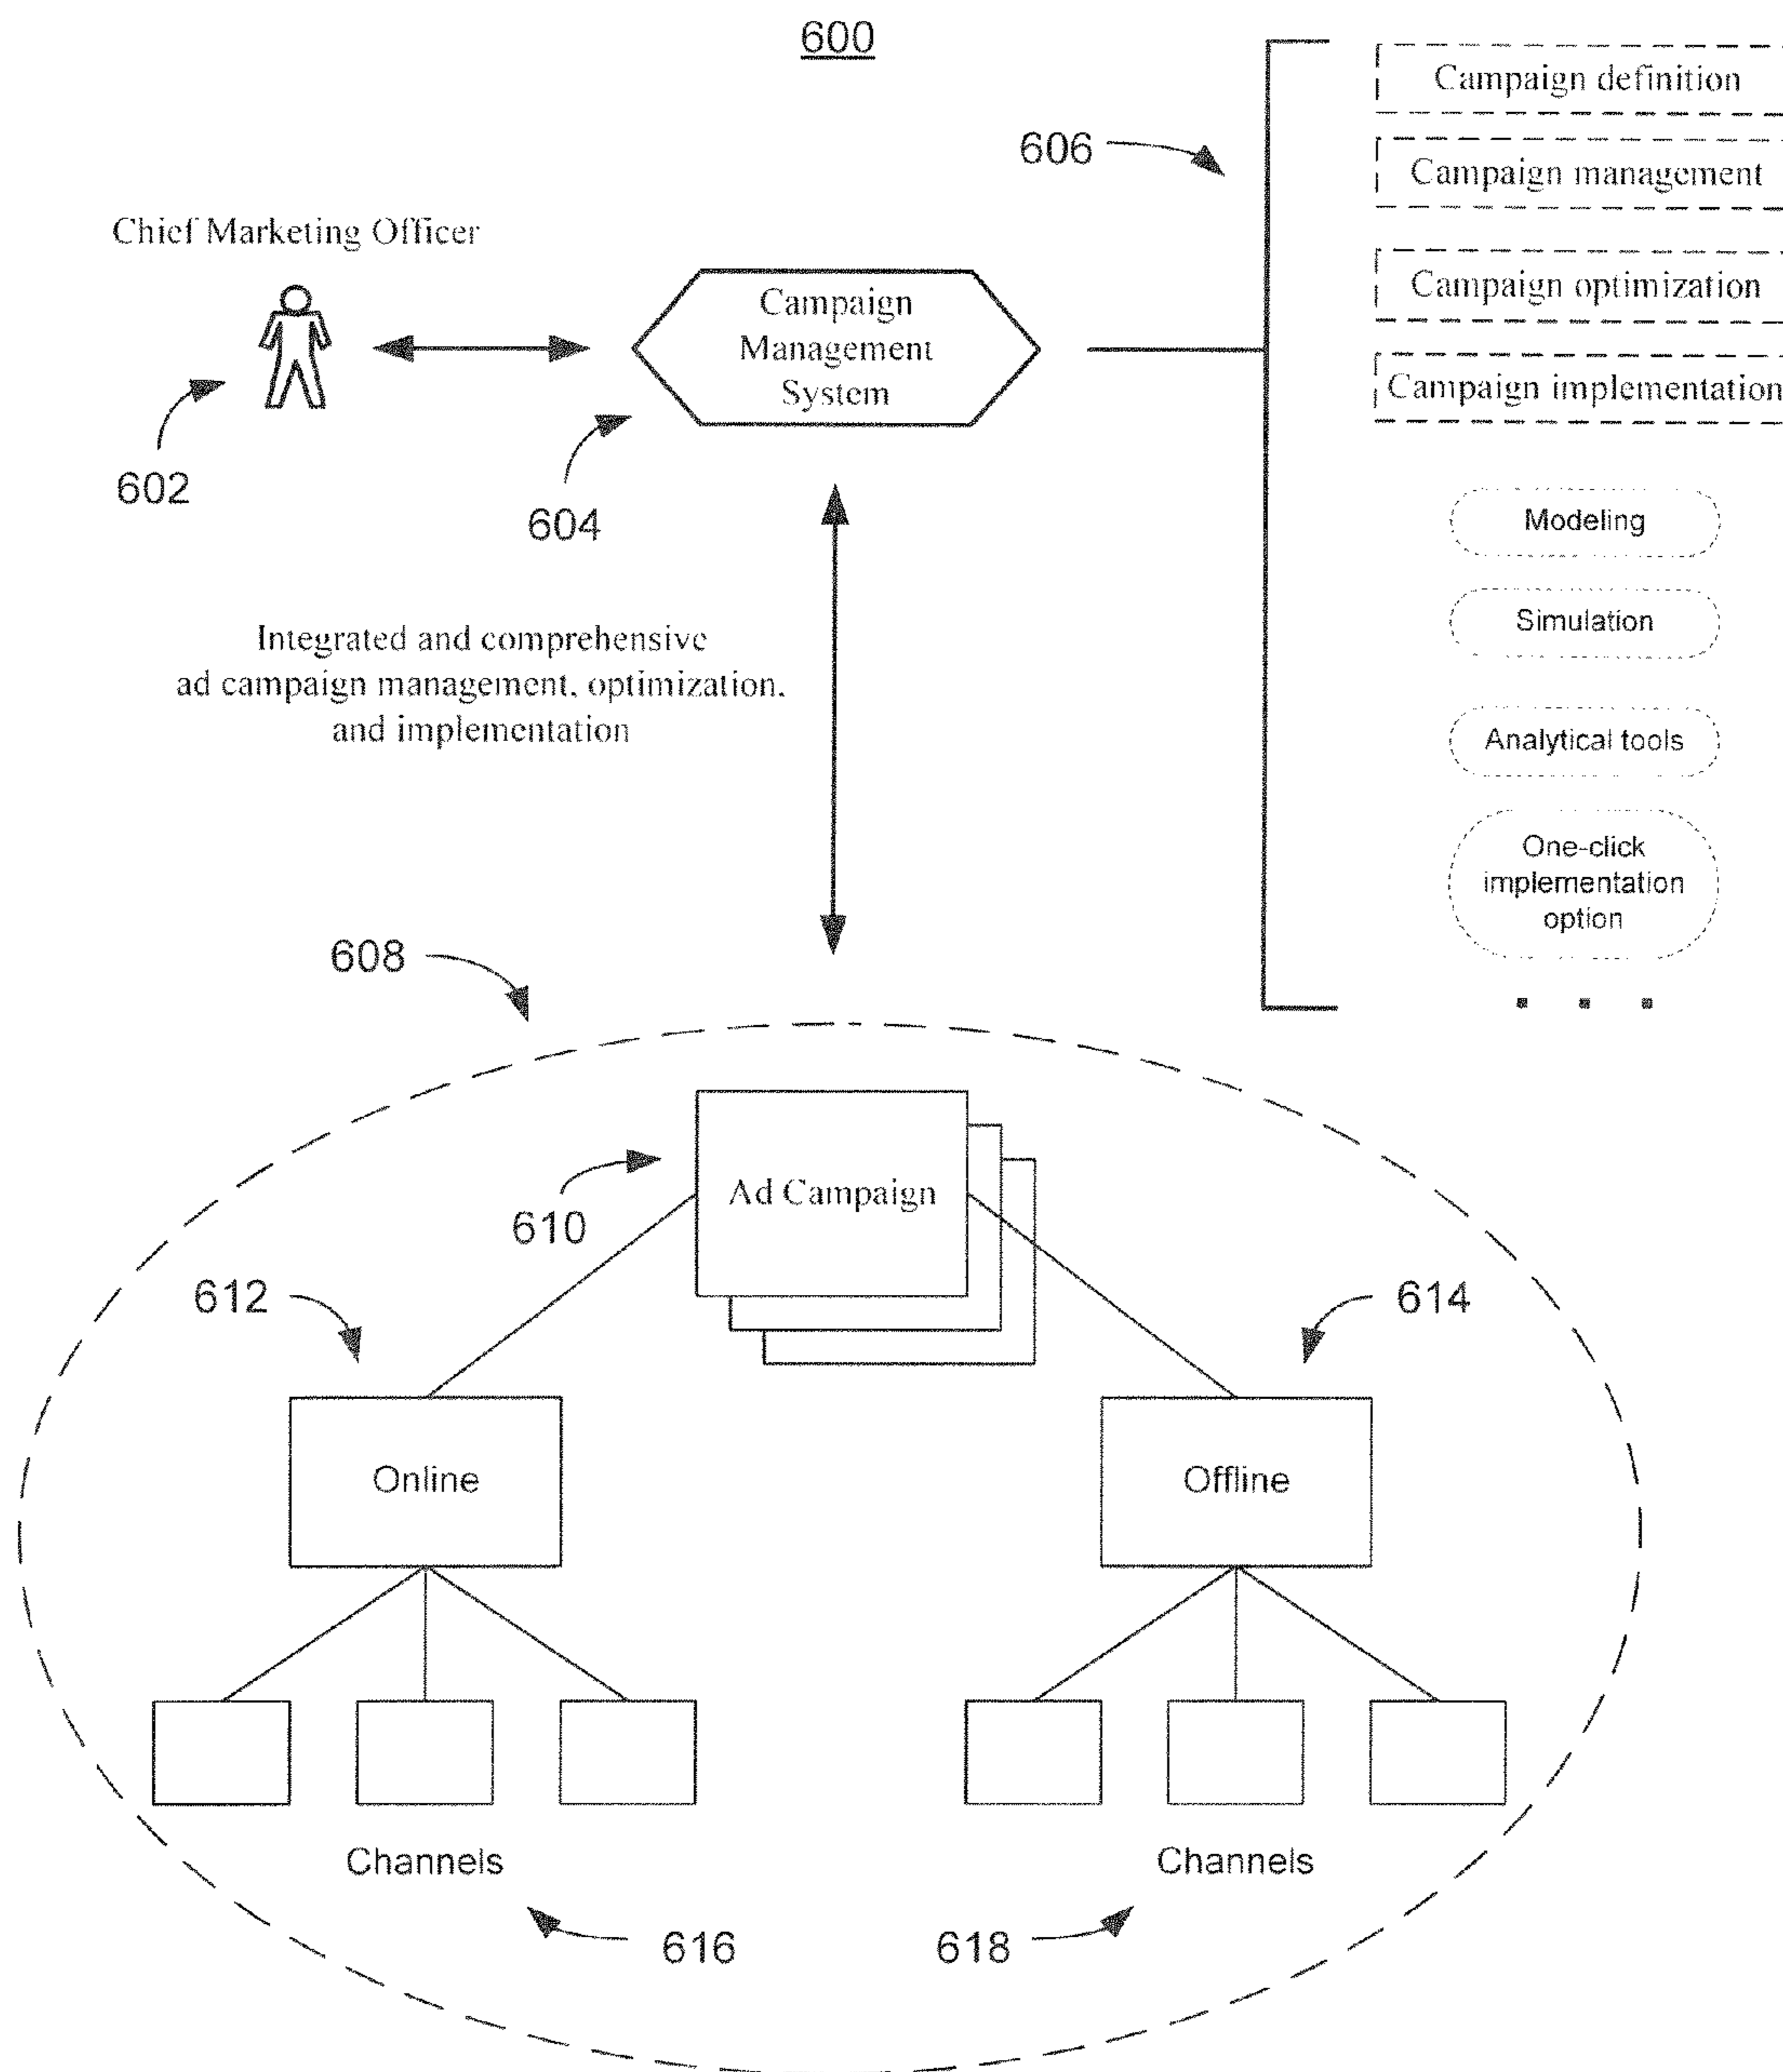 600
Campaign definition
606
Campaign management
Chief Marketing Officer
Campaign optimization
Campaign
Management
System
Campaign implementation
602
604
Modeling
Simulation
Integrated and comprehensive
ad campaign management, optimization,
and implementation
Analytical tools
One-click
implementation
option
608
Ad Campaign
610
612
614
Online
Offline
Channels
Channels
616
618